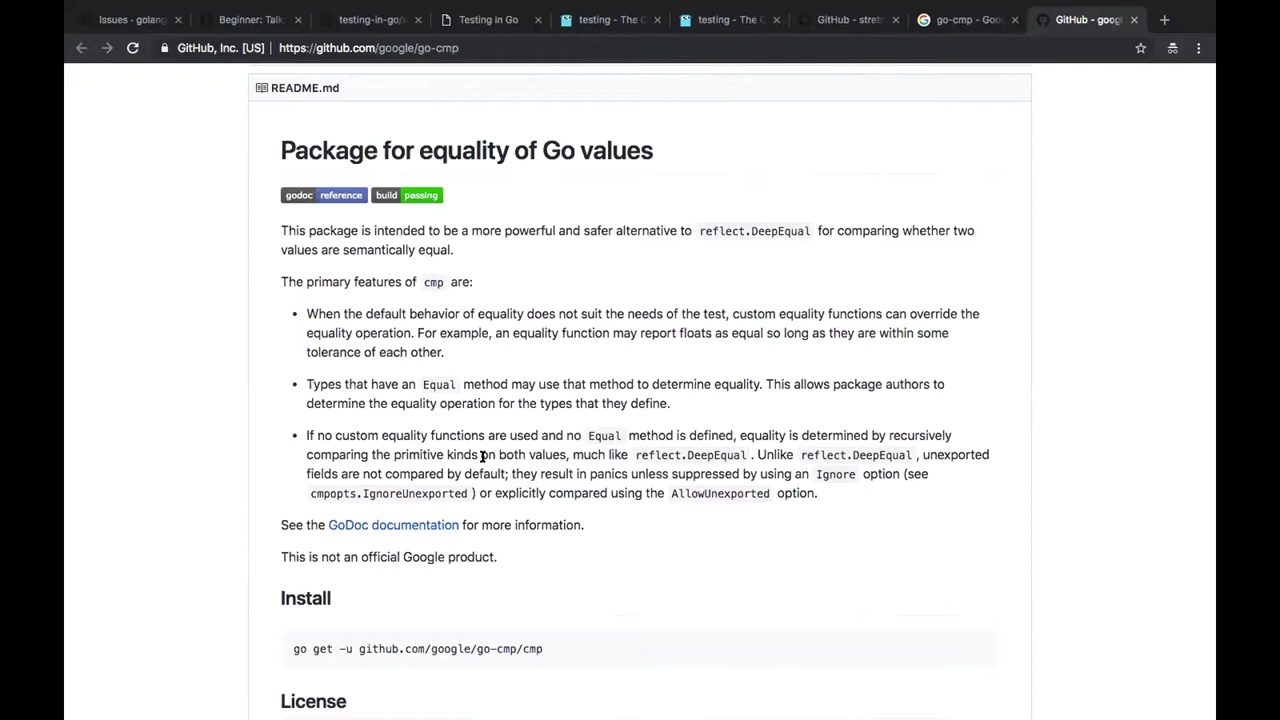 Issues · golang
Beginner: Talk
testing-in-go/s
Testing in Go
testing - The G
testing - The G
GitHub - stret
go-cmp - Goo
GitHub - googl
GitHub, Inc. [US] https://github.com/google/go-cmp
README.md
Package for equality of Go values
godoc reference build passing
This package is intended to be a more powerful and safer alternative to reflect.DeepEqual for comparing whether two
values are semantically equal.
The primary features of cmp are:
• When the default behavior of equality does not suit the needs of the test, custom equality functions can override the
equality operation. For example, an equality function may report floats as equal so long as they are within some
tolerance of each other.
• Types that have an Equal method may use that method to determine equality. This allows package authors to
determine the equality operation for the types that they define.
• If no custom equality functions are used and no Equal method is defined, equality is determined by recursively
comparing the primitive kinds on both values, much like reflect.DeepEqual. Unlike reflect.DeepEqual, unexported
fields are not compared by default; they result in panics unless suppressed by using an Ignore option (see
cmpopts.IgnoreUnexported) or explicitly compared using the AllowUnexported option.
See the GoDoc documentation for more information.
This is not an official Google product.
Install
go get -u github.com/google/go-cmp/cmp
License